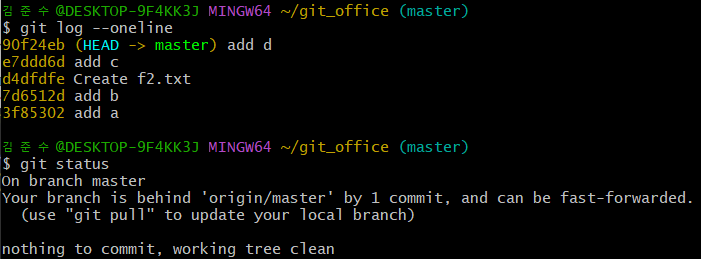 김 준 수 @DESKTOP-9F4KK3J MINGW64 ~/git_office (master)
$ git log --oneline
90f24eb (HEAD -> master) add d
e7ddd6d add c
d4dfdfe Create f2.txt
7d6512d add b
3f85302 add a
김 준 수 @DESKTOP-9F4KK3J MINGW64 ~/git_office (master)
$ git status
On branch master
Your branch is behind 'origin/master' by 1 commit, and can be fast-forwarded.
  (use "git pull" to update your local branch)
nothing to commit, working tree clean